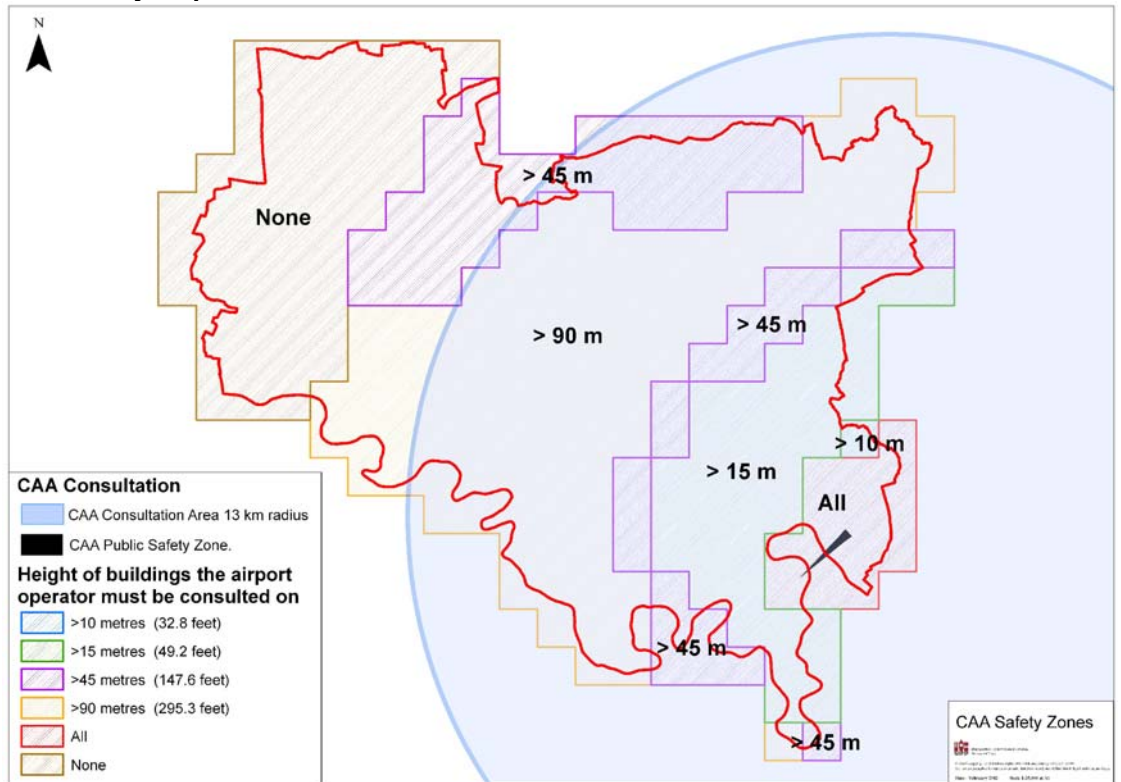 N
None
> 45 m
> 90 m
> 45 m
> 15 m
> 10 m
All
> 45 m
> 45 m
CAA Consultation
CAA Consultation Area 13 km radius
CAA Public Safety Zone.
Height of buildings the airport
operator must be consulted on
>10 metres (32.8 feet)
>15 metres (49.2 feet)
>45 metres (147.6 feet)
>90 metres (295.3 feet)
All
None
CAA Safety Zones